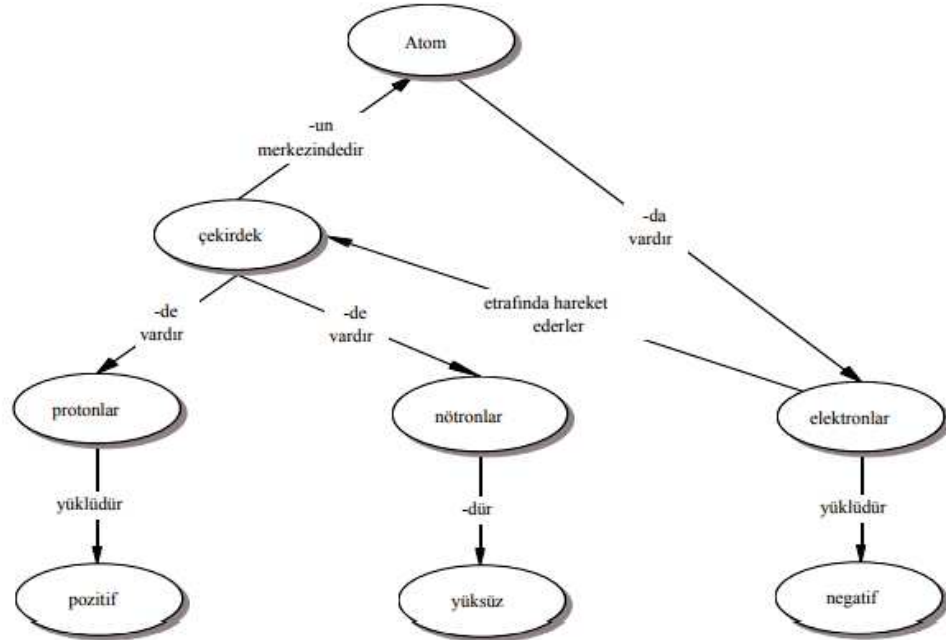 Atom
-un
merkezindedir
-da
vardır
çekirdek
etrafında hareket
ederler
-de
vardır
-de
vardır
protonlar
nötronlar
elektronlar
yüklüdür
-dür
yüklüdür
pozitif
yüksüz
negatif